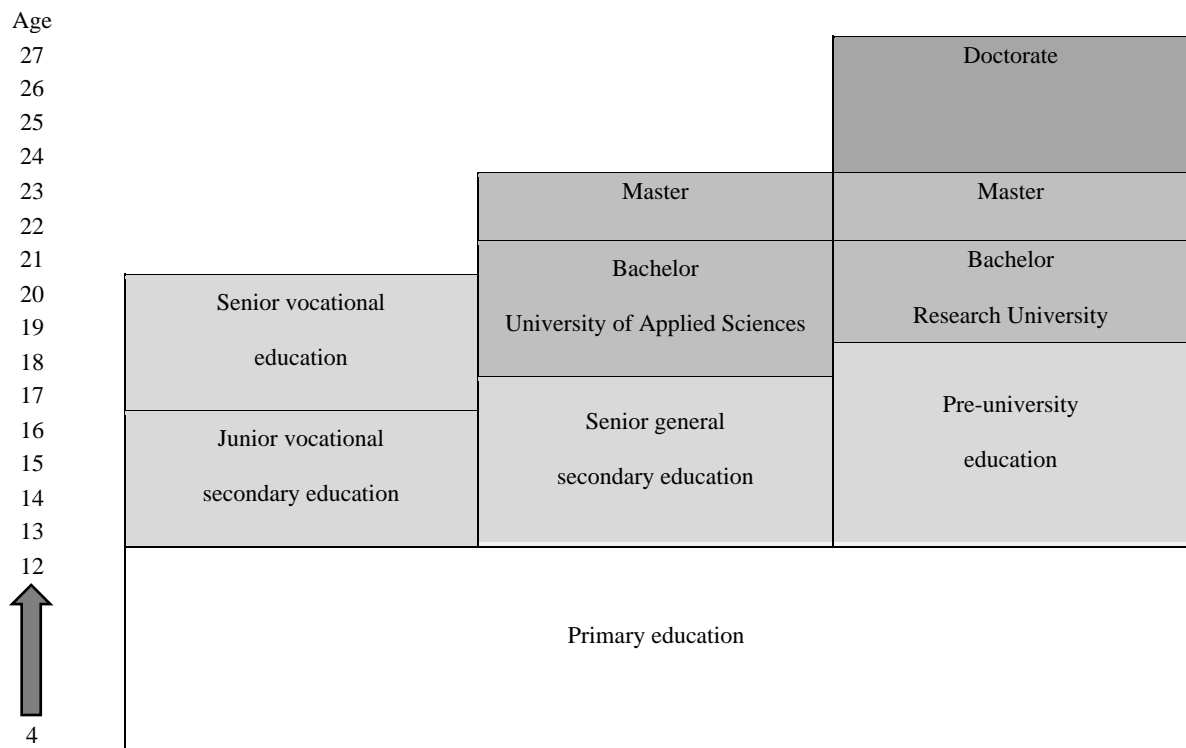 Age
27
26
25
24
23
22
21
20
19
18
17
16
15
14
13
12
4
Doctorate
Master
Master
Bachelor
University of Applied Sciences
Bachelor
Research University
Senior vocational
education
Senior general
secondary education
Pre-university
education
Junior vocational
secondary education
Primary education